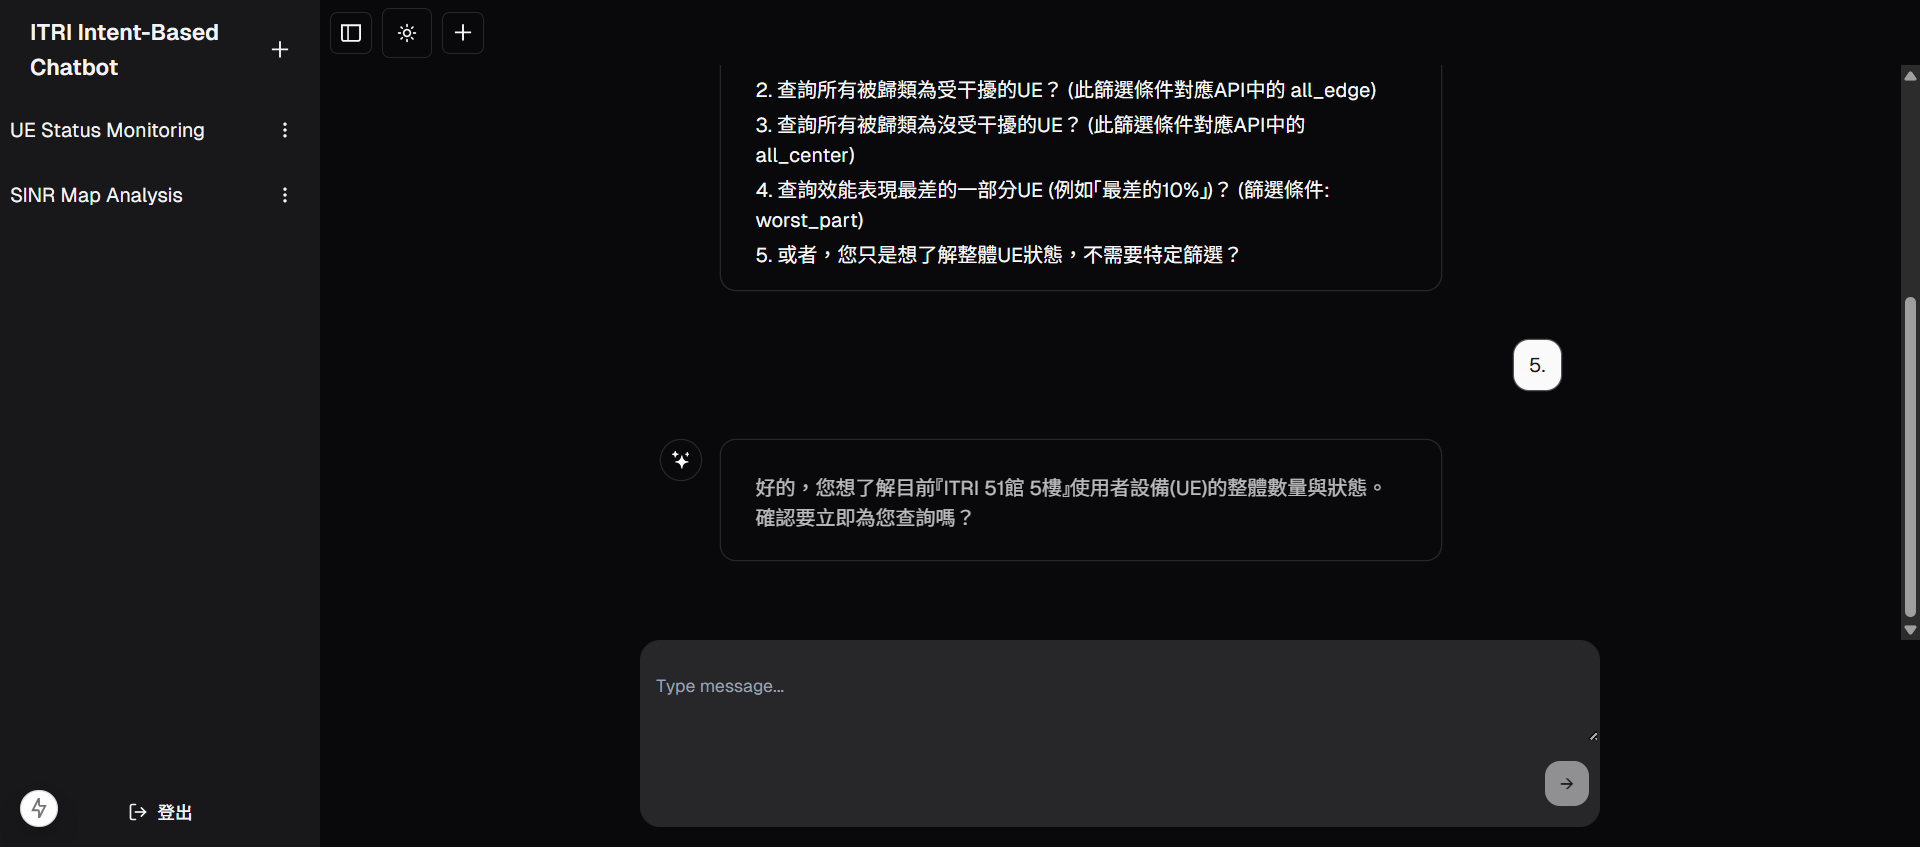 ITRI Intent-Based
Chatbot
UE Status Monitoring
SINR Map Analysis
登出
2. 查詢所有被歸類為受干擾的UE？ (此篩選條件對應API中的 all_edge)
3. 查詢所有被歸類為沒受干擾的UE？ (此篩選條件對應API中的
all_center)
4. 查詢效能表現最差的一部分UE (例如「最差的10%」)？ (篩選條件:
worst_part)
5. 或者，您只是想了解整體UE狀態，不需要特定篩選？
5.
好的，您想了解目前『ITRI 51館 5樓』使用者設備(UE)的整體數量與狀態。
確認要立即為您查詢嗎？
Type message...